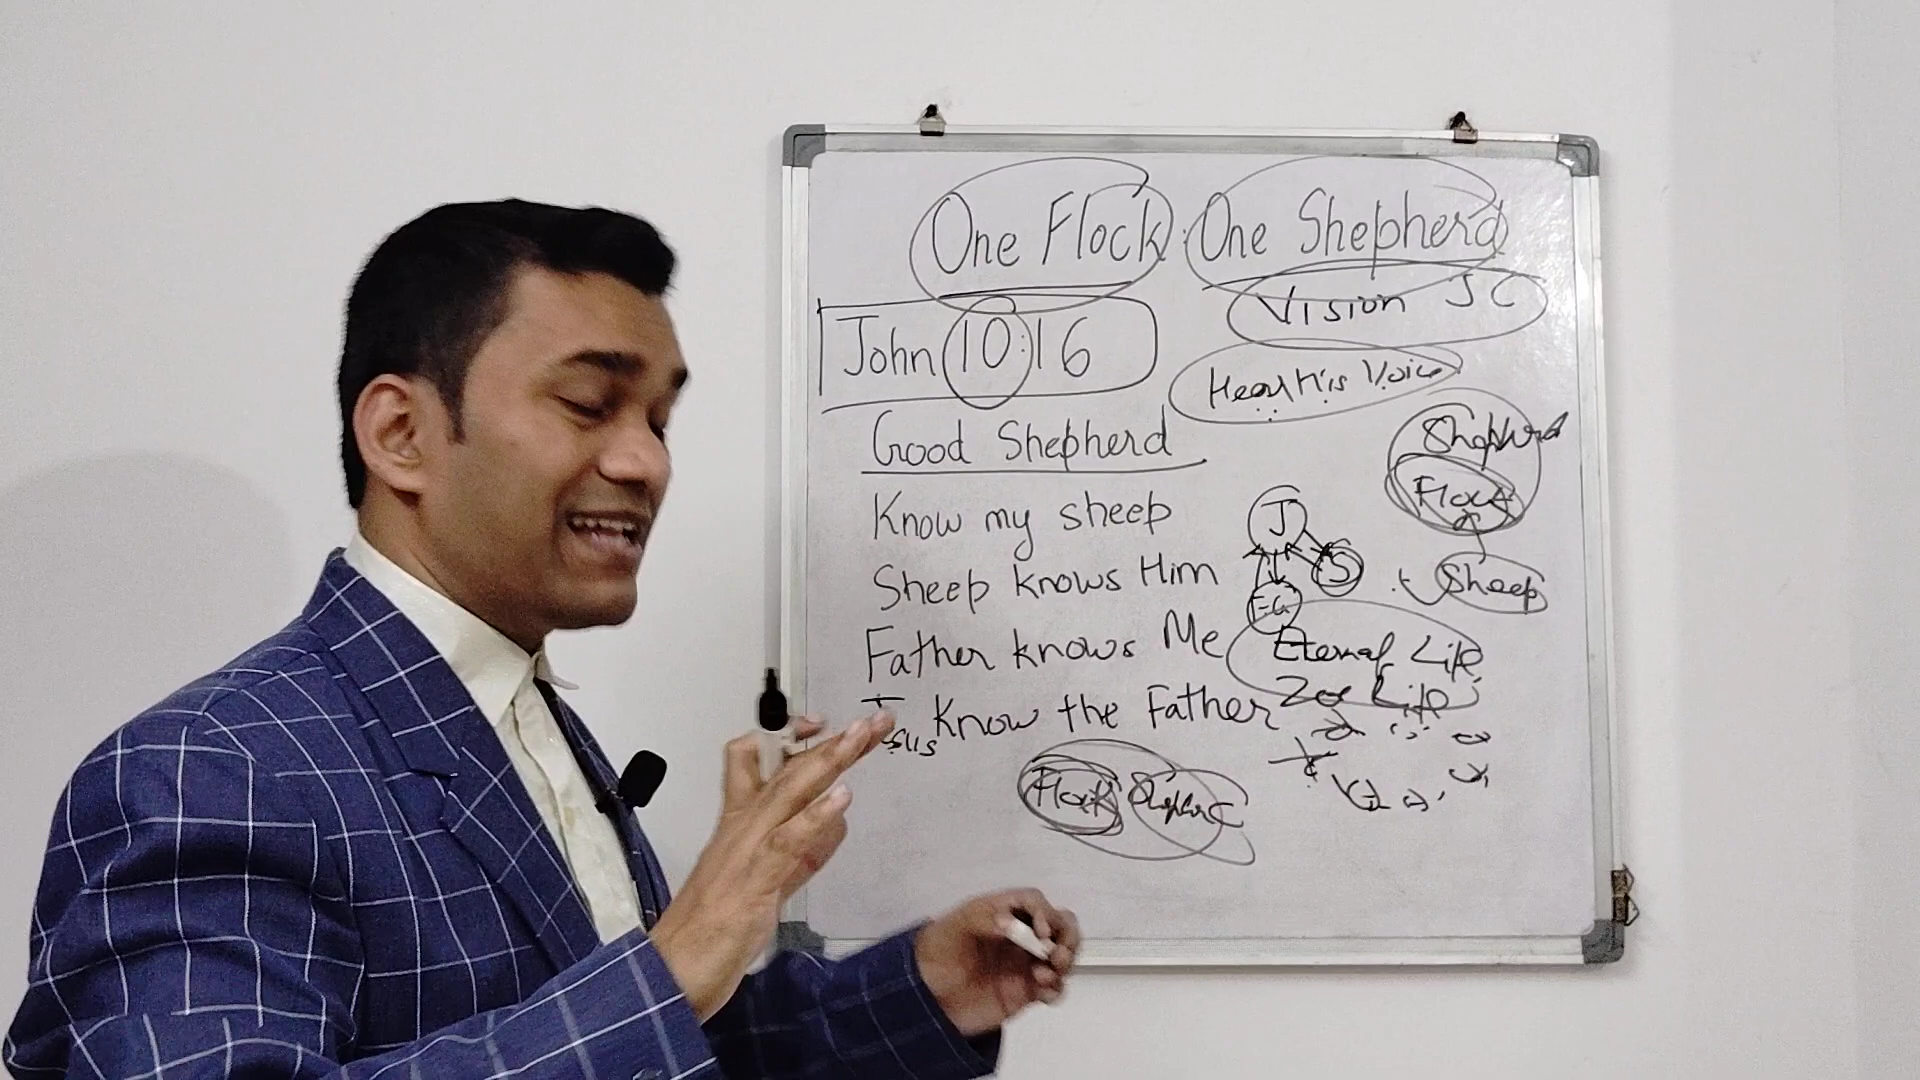 One Flock One Shepherd
Vision JC
John 10:16
Hear His Voice
Good Shepherd
Shepherd
Flock
Know my sheep
J
S
Sheep knows Him
Sheep
Father knows Me
Eternal Life
Zoe Life
Know the Father
Flock Shepherd